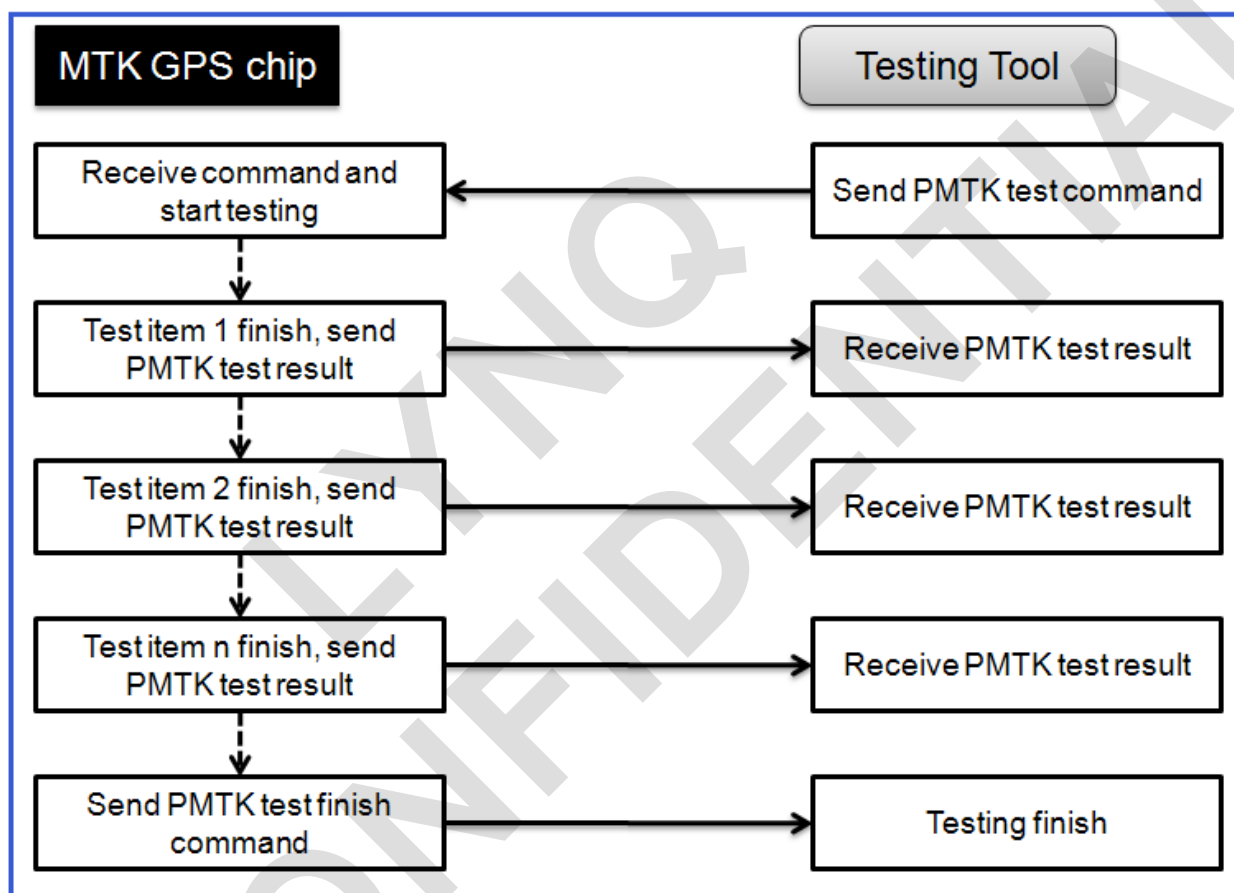 MTK GPS chip
Testing Tool
Receive command and
start testing
Send PMTK test command
Test item 1 finish, send
PMTK test result
Receive PMTK test result
Test item 2 finish, send
PMTK test result
Receive PMTK test result
Test item n finish, send
PMTK test result
Receive PMTK test result
Send PMTK test finish
command
Testing finish
LYNQ
ONFIDENTIAL